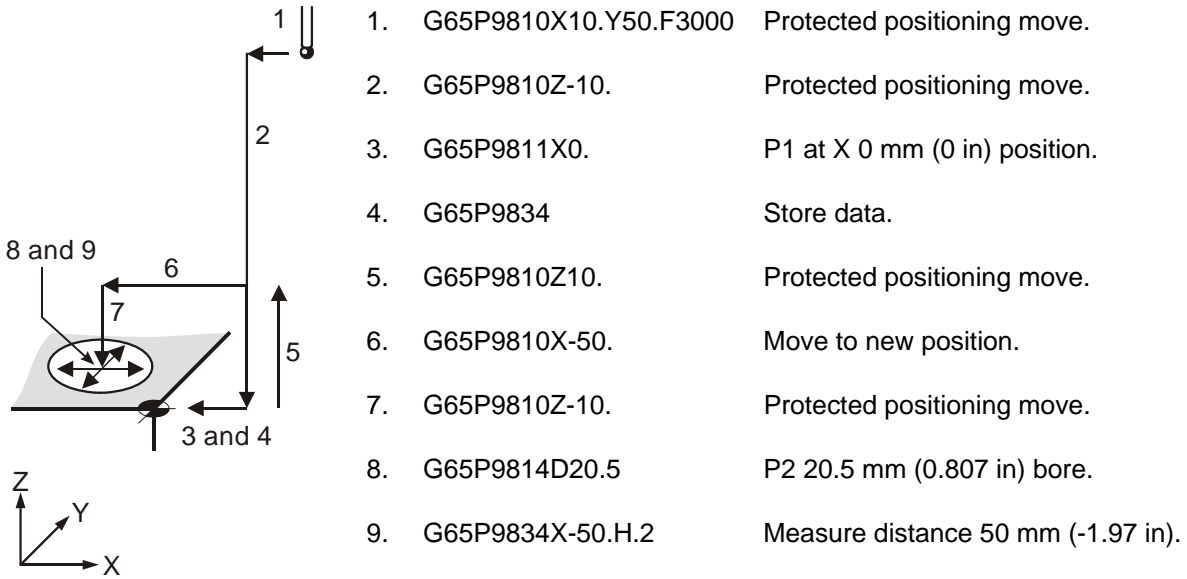 1
2
8 and 9
6
7
5
3 and 4
Z
Y
X
1. G65P9810X10.Y50.F3000 Protected positioning move.
2. G65P9810Z-10. Protected positioning move.
3. G65P9811X0. P1 at X 0 mm (0 in) position.
4. G65P9834 Store data.
5. G65P9810Z10. Protected positioning move.
6. G65P9810X-50. Move to new position.
7. G65P9810Z-10. Protected positioning move.
8. G65P9814D20.5 P2 20.5 mm (0.807 in) bore.
9. G65P9834X-50.H.2 Measure distance 50 mm (-1.97 in).